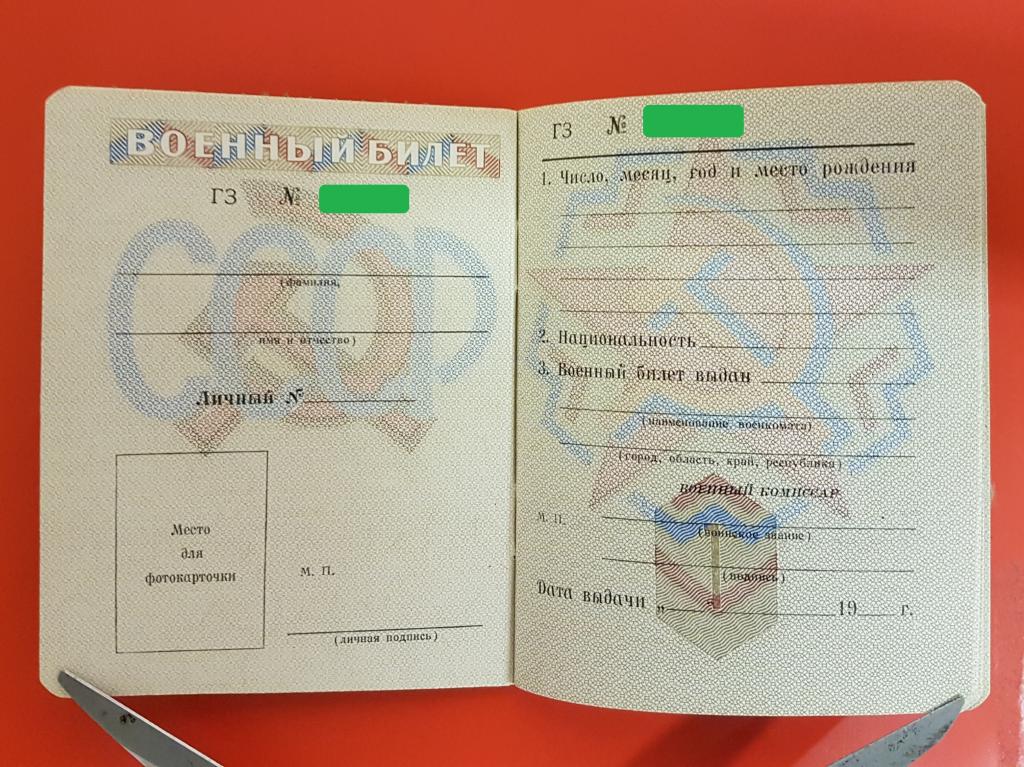 ВОЕННЫЙ БИЛЕТ
ГЗ №
СССР
(фамилия,
имя и отчество)
Личный №
Место
для
фотокарточки
М. П.
(личная подпись)
ГЗ №
1. Число, месяц, год и место рождения
2. Национальность
3. Военный билет выдан
(наименование военкомата)
(город, область, край, республика)
ВОЕННЫЙ КОМИССАР
М. П.
(воинское звание)
(подпись)
Дата выдачи „ " 19 г.